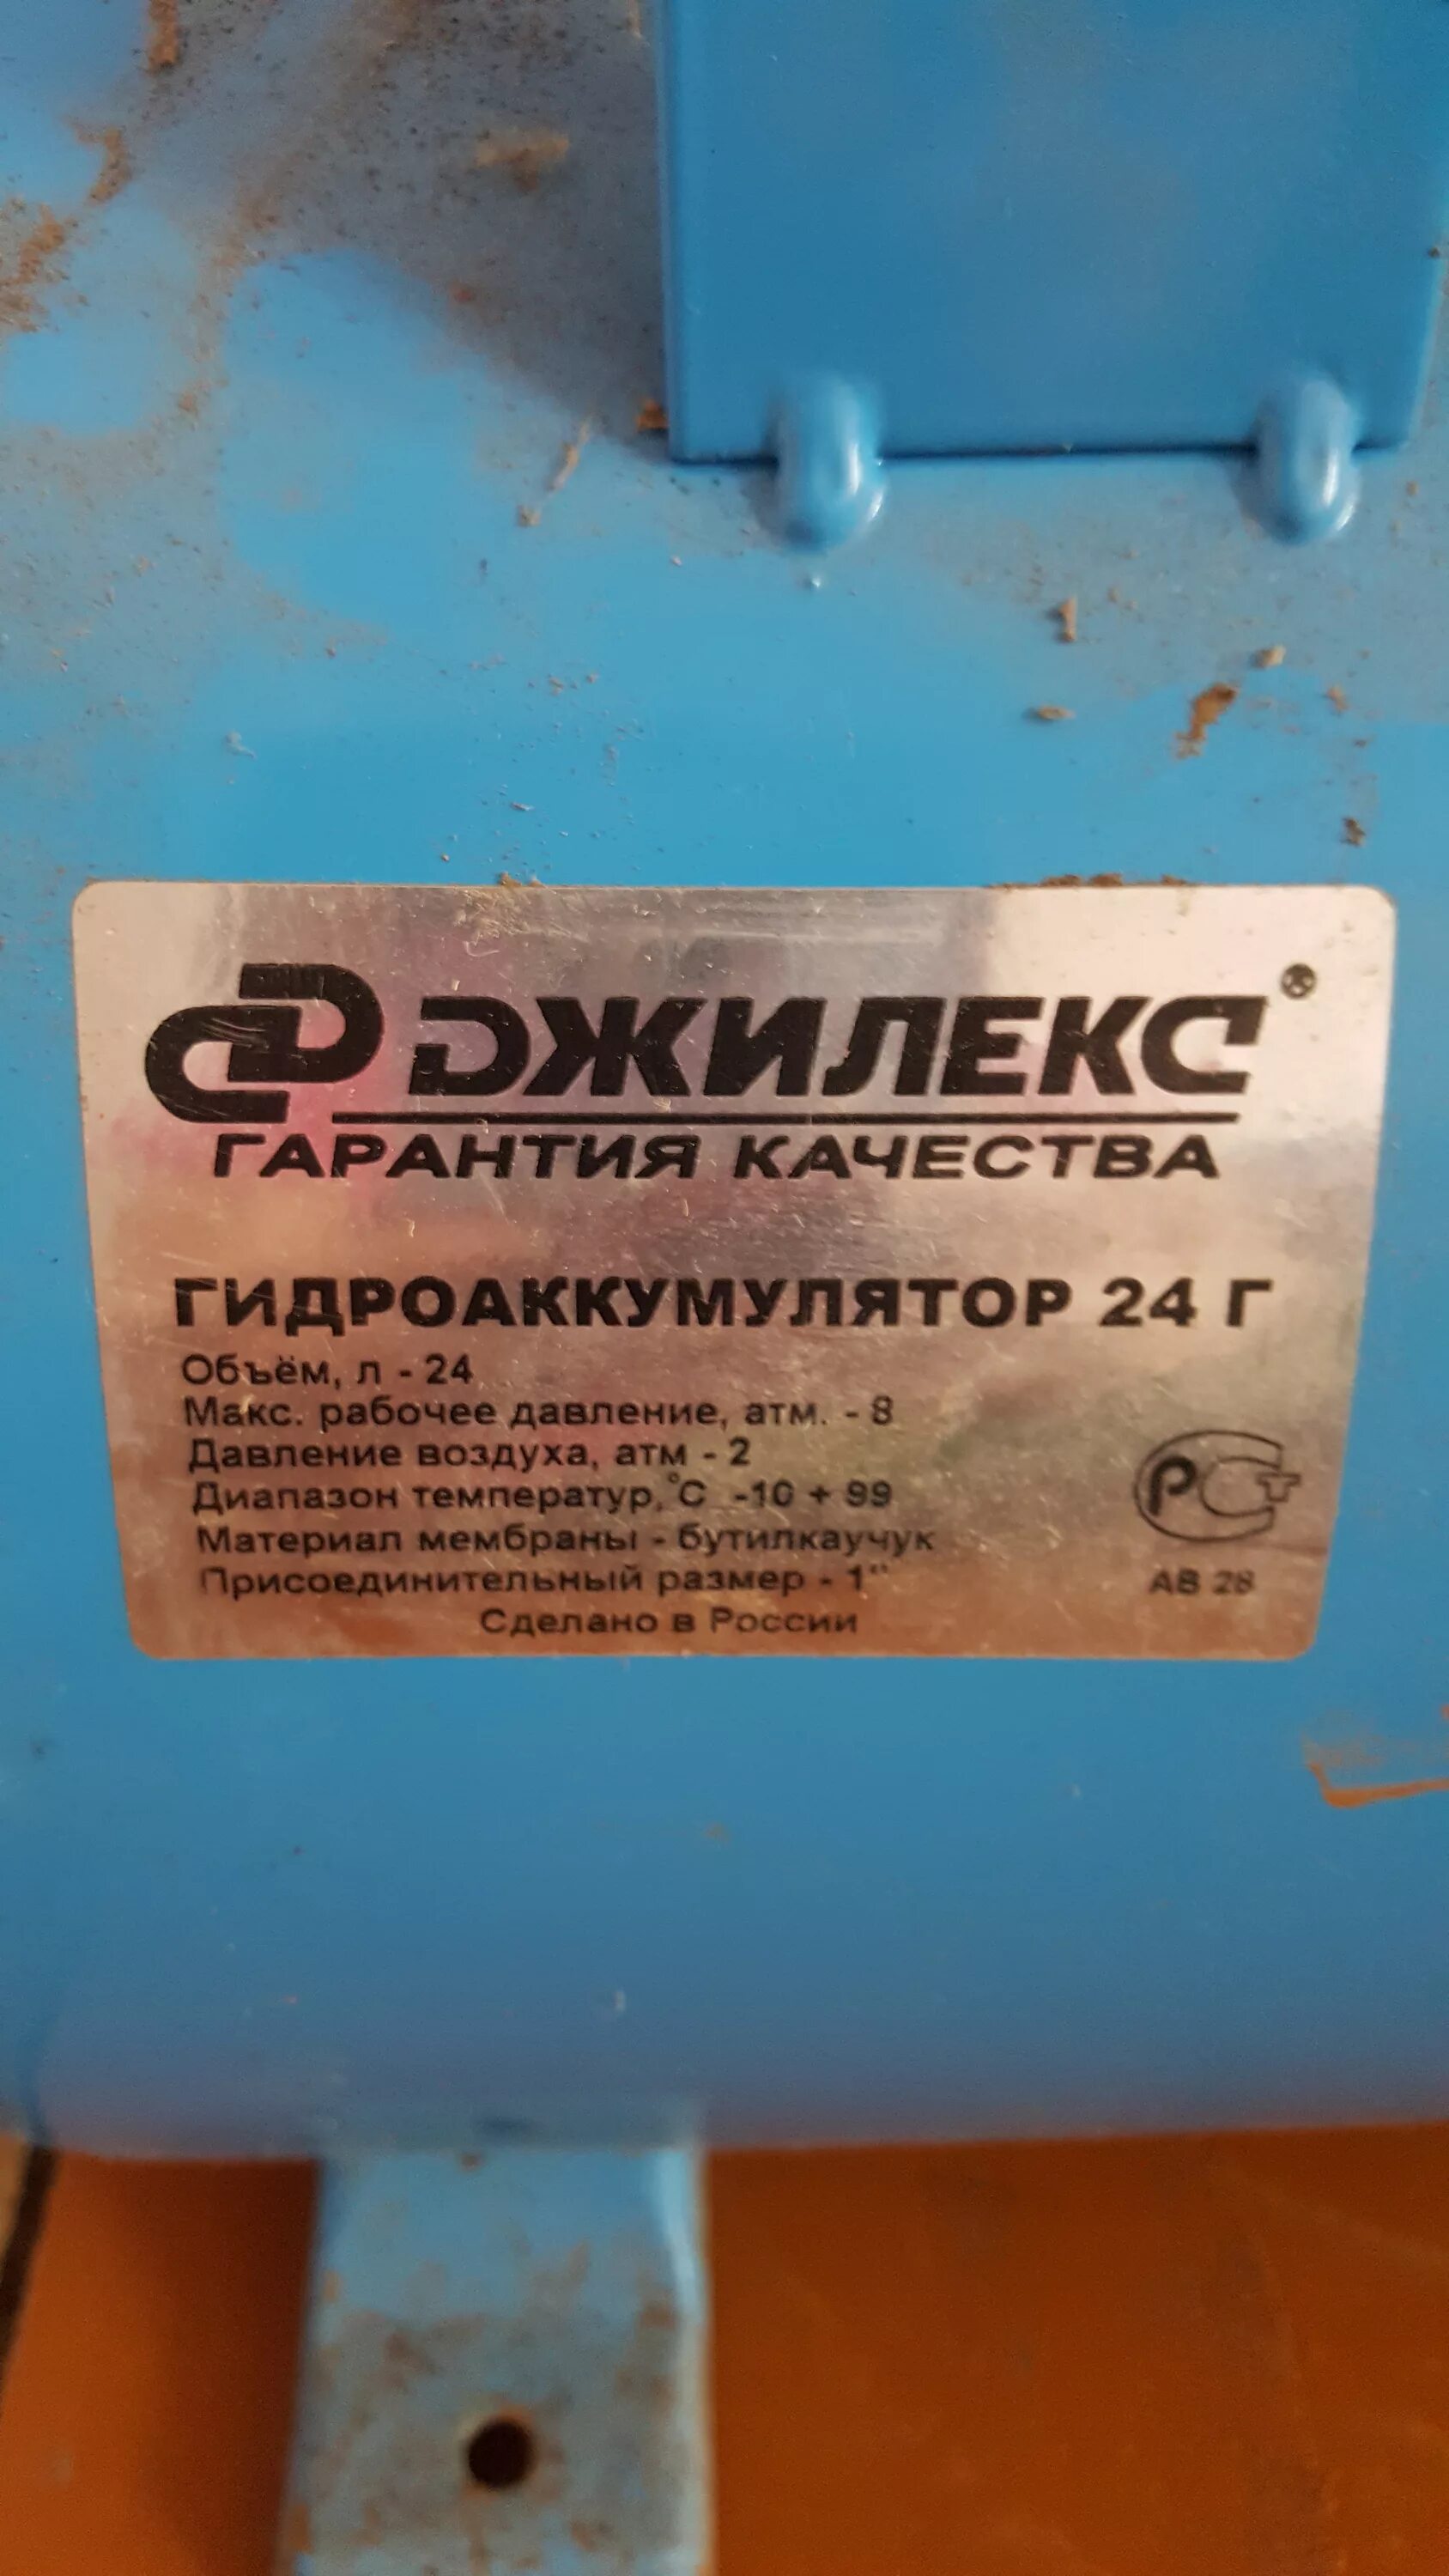 ДЖИЛЕКС®
ГАРАНТИЯ КАЧЕСТВА
ГИДРОАККУМУЛЯТОР 24 Г
Объём, л - 24
Макс. рабочее давление, атм. - 8
Давление воздуха, атм - 2
Диапазон температур,°С -10 + 99
Материал мембраны - бутилкаучук
Присоединительный размер - 1"
Сделано в России
РСТ
АВ 28